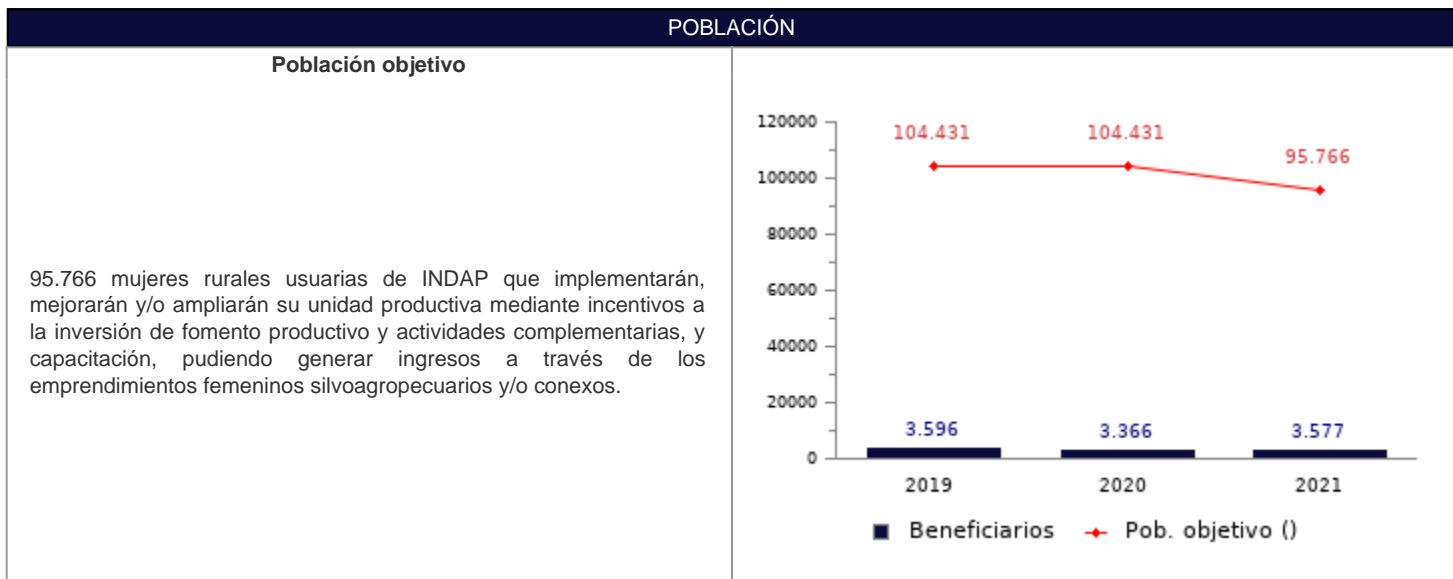 POBLACIÓN
Población objetivo
95.766 mujeres rurales usuarias de INDAP que implementarán,
mejorarán y/o ampliarán su unidad productiva mediante incentivos a
la inversión de fomento productivo y actividades complementarias, y
capacitación, pudiendo generar ingresos a través de los
emprendimientos femeninos silvoagropecuarios y/o conexos.
120000
100000
80000
60000
40000
20000
0
104.431 104.431 95.766
3.596 3.366 3.577
2019 2020 2021
Beneficiarios Pob. objetivo ()